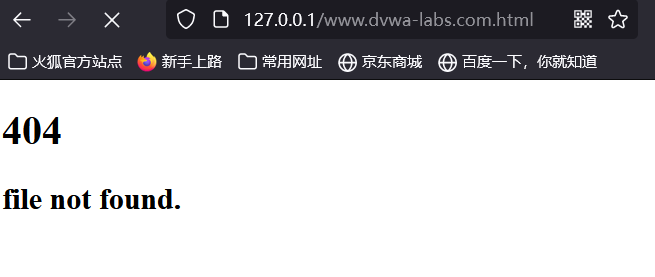 127.0.0.1/www.dvwa-labs.com.html
火狐官方站点 新手上路 常用网址 京东商城 百度一下，你就知道
404
file not found.